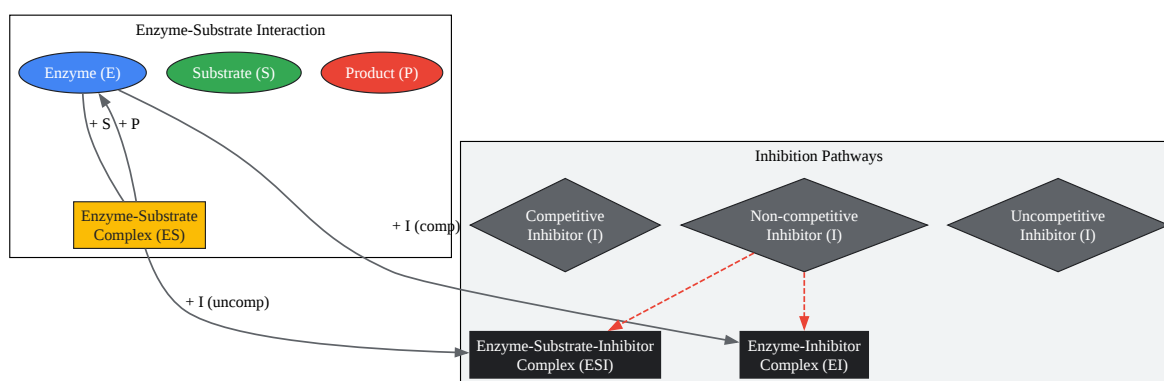 Enzyme-Substrate Interaction
Enzyme (E)
Substrate (S)
Product (P)
+ S
+ P
Enzyme-Substrate
Complex (ES)
+ I (uncomp)
+ I (comp)
Inhibition Pathways
Competitive
Inhibitor (I)
Non-competitive
Inhibitor (I)
Uncompetitive
Inhibitor (I)
Enzyme-Substrate-Inhibitor
Complex (ESI)
Enzyme-Inhibitor
Complex (EI)